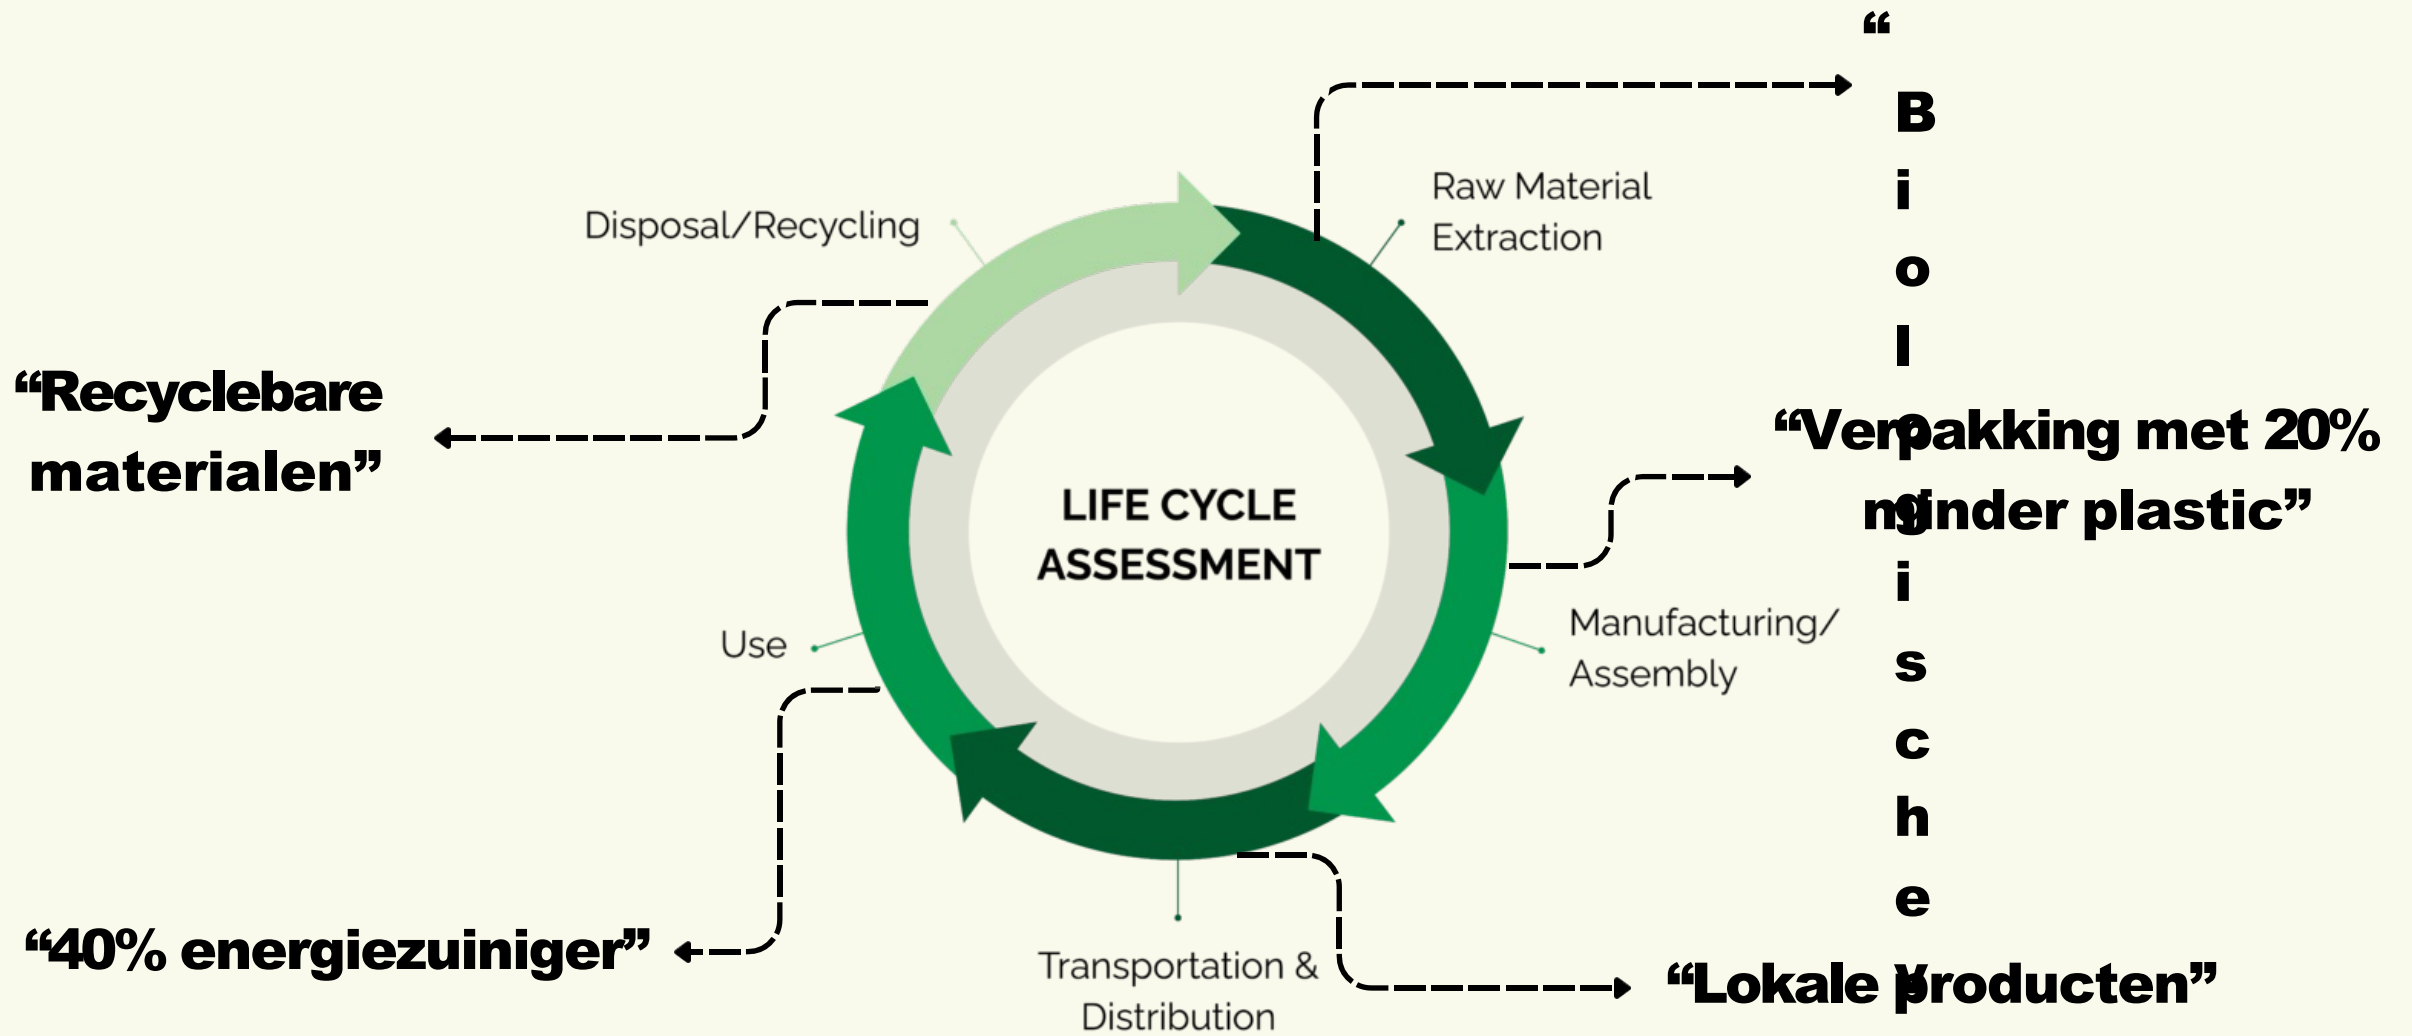 “Biologische v
Raw Material
Extraction
Disposal/Recycling
“Recyclebare
materialen”
“Verpakking met 20%
minder plastic”
LIFE CYCLE
ASSESSMENT
Manufacturing/
Assembly
Use
“40% energiezuiniger”
Transportation &
Distribution
“Lokale producten”